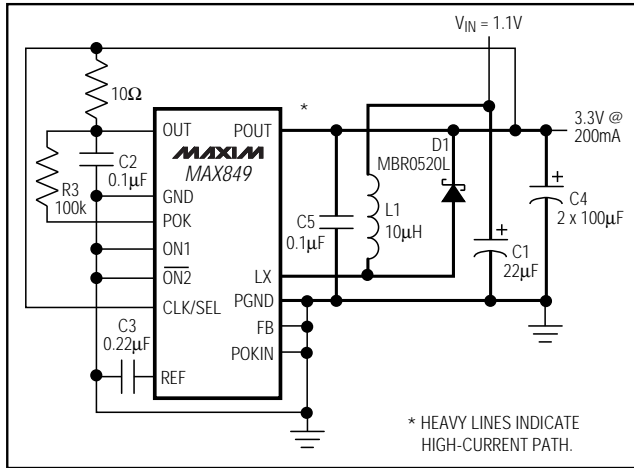 V_IN = 1.1V
10Ω
*
3.3V @
200mA
OUT
POUT
D1
MBR0520L
MAXIM
MAX849
C2
0.1µF
R3
100k
GND
POK
C5
0.1µF
L1
10µH
+
C4
2 x 100µF
+
C1
22µF
ON1
O̅N̅2̅
LX
CLK/SEL
PGND
FB
C3
0.22µF
POKIN
REF
* HEAVY LINES INDICATE
HIGH-CURRENT PATH.